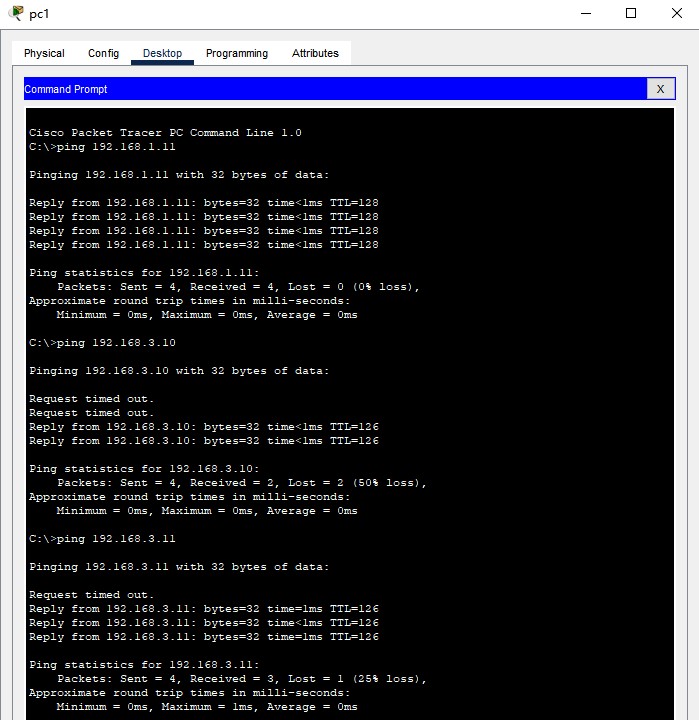 pc1
Physical Config Desktop Programming Attributes
Command Prompt X
Cisco Packet Tracer PC Command Line 1.0
C:\>ping 192.168.1.11
Pinging 192.168.1.11 with 32 bytes of data:
Reply from 192.168.1.11: bytes=32 time<1ms TTL=128
Reply from 192.168.1.11: bytes=32 time<1ms TTL=128
Reply from 192.168.1.11: bytes=32 time<1ms TTL=128
Reply from 192.168.1.11: bytes=32 time<1ms TTL=128
Ping statistics for 192.168.1.11:
Packets: Sent = 4, Received = 4, Lost = 0 (0% loss),
Approximate round trip times in milli-seconds:
Minimum = 0ms, Maximum = 0ms, Average = 0ms
C:\>ping 192.168.3.10
Pinging 192.168.3.10 with 32 bytes of data:
Request timed out.
Request timed out.
Reply from 192.168.3.10: bytes=32 time<1ms TTL=126
Reply from 192.168.3.10: bytes=32 time<1ms TTL=126
Ping statistics for 192.168.3.10:
Packets: Sent = 4, Received = 2, Lost = 2 (50% loss),
Approximate round trip times in milli-seconds:
Minimum = 0ms, Maximum = 0ms, Average = 0ms
C:\>ping 192.168.3.11
Pinging 192.168.3.11 with 32 bytes of data:
Request timed out.
Reply from 192.168.3.11: bytes=32 time=1ms TTL=126
Reply from 192.168.3.11: bytes=32 time<1ms TTL=126
Reply from 192.168.3.11: bytes=32 time=1ms TTL=126
Ping statistics for 192.168.3.11:
Packets: Sent = 4, Received = 3, Lost = 1 (25% loss),
Approximate round trip times in milli-seconds:
Minimum = 0ms, Maximum = 1ms, Average = 0ms